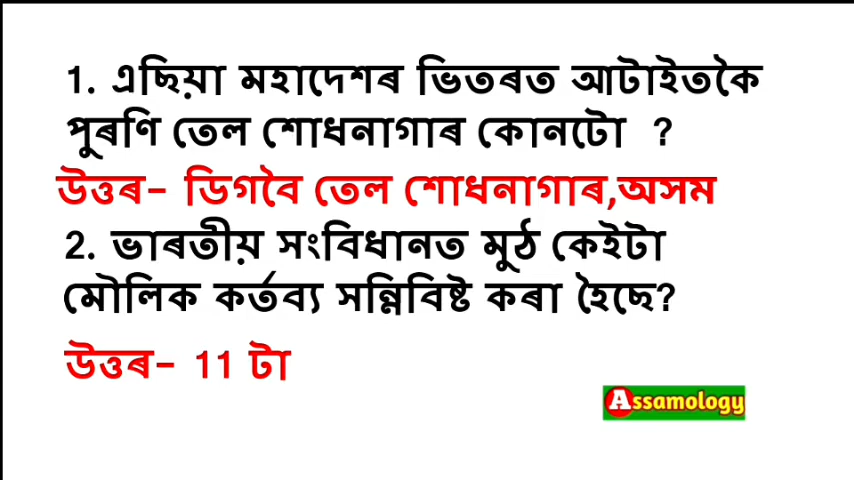 1. এছিয়া মহাদেশৰ ভিতৰত আটাইতকৈ
পুৰণি তেল শোধনাগাৰ কোনটো ?
উত্তৰ- ডিগবৈ তেল শোধনাগাৰ,অসম
2. ভাৰতীয় সংবিধানত মুঠ কেইটা
মৌলিক কৰ্তব্য সন্নিবিষ্ট কৰা হৈছে?
উত্তৰ- 11 টা
Assamology